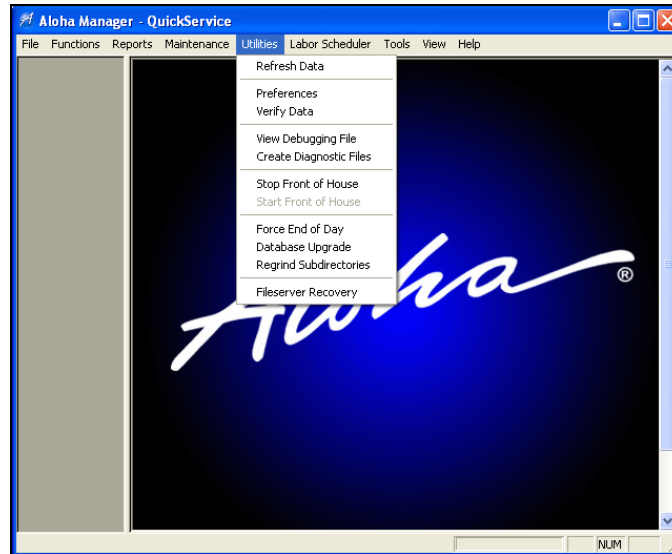 Aloha Manager - QuickService
File Functions Reports Maintenance Utilities Labor Scheduler Tools View Help
Refresh Data
Preferences
Verify Data
View Debugging File
Create Diagnostic Files
Stop Front of House
Start Front of House
Force End of Day
Database Upgrade
Regrind Subdirectories
Fileserver Recovery
Aloha®
NUM